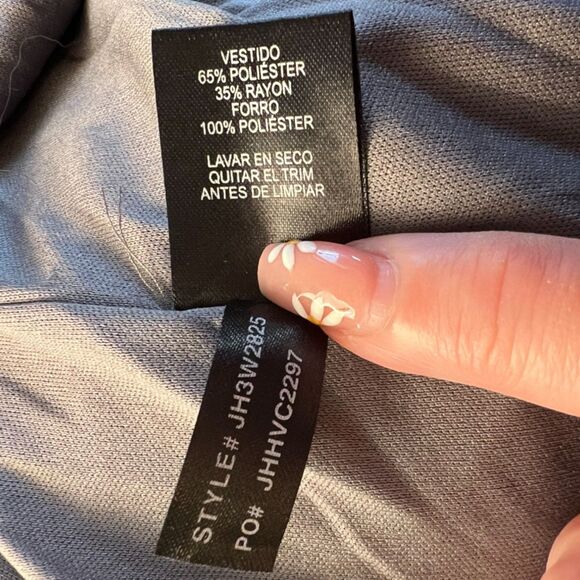 VESTIDO
65% POLIÉSTER
35% RAYON
FORRO
100% POLIÉSTER
LAVAR EN SECO
QUITAR EL TRIM
ANTES DE LIMPIAR
STYLE# JH3W2825
PO# JHHVC2297